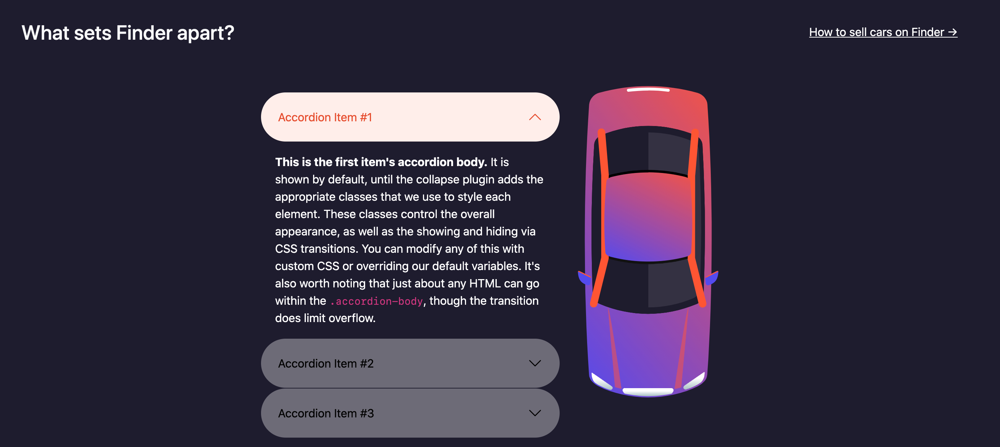 What sets Finder apart?
How to sell cars on Finder →
Accordion Item #1
This is the first item's accordion body. It is
shown by default, until the collapse plugin adds the
appropriate classes that we use to style each
element. These classes control the overall
appearance, as well as the showing and hiding via
CSS transitions. You can modify any of this with
custom CSS or overriding our default variables. It's
also worth noting that just about any HTML can go
within the .accordion-body, though the transition
does limit overflow.
Accordion Item #2
Accordion Item #3